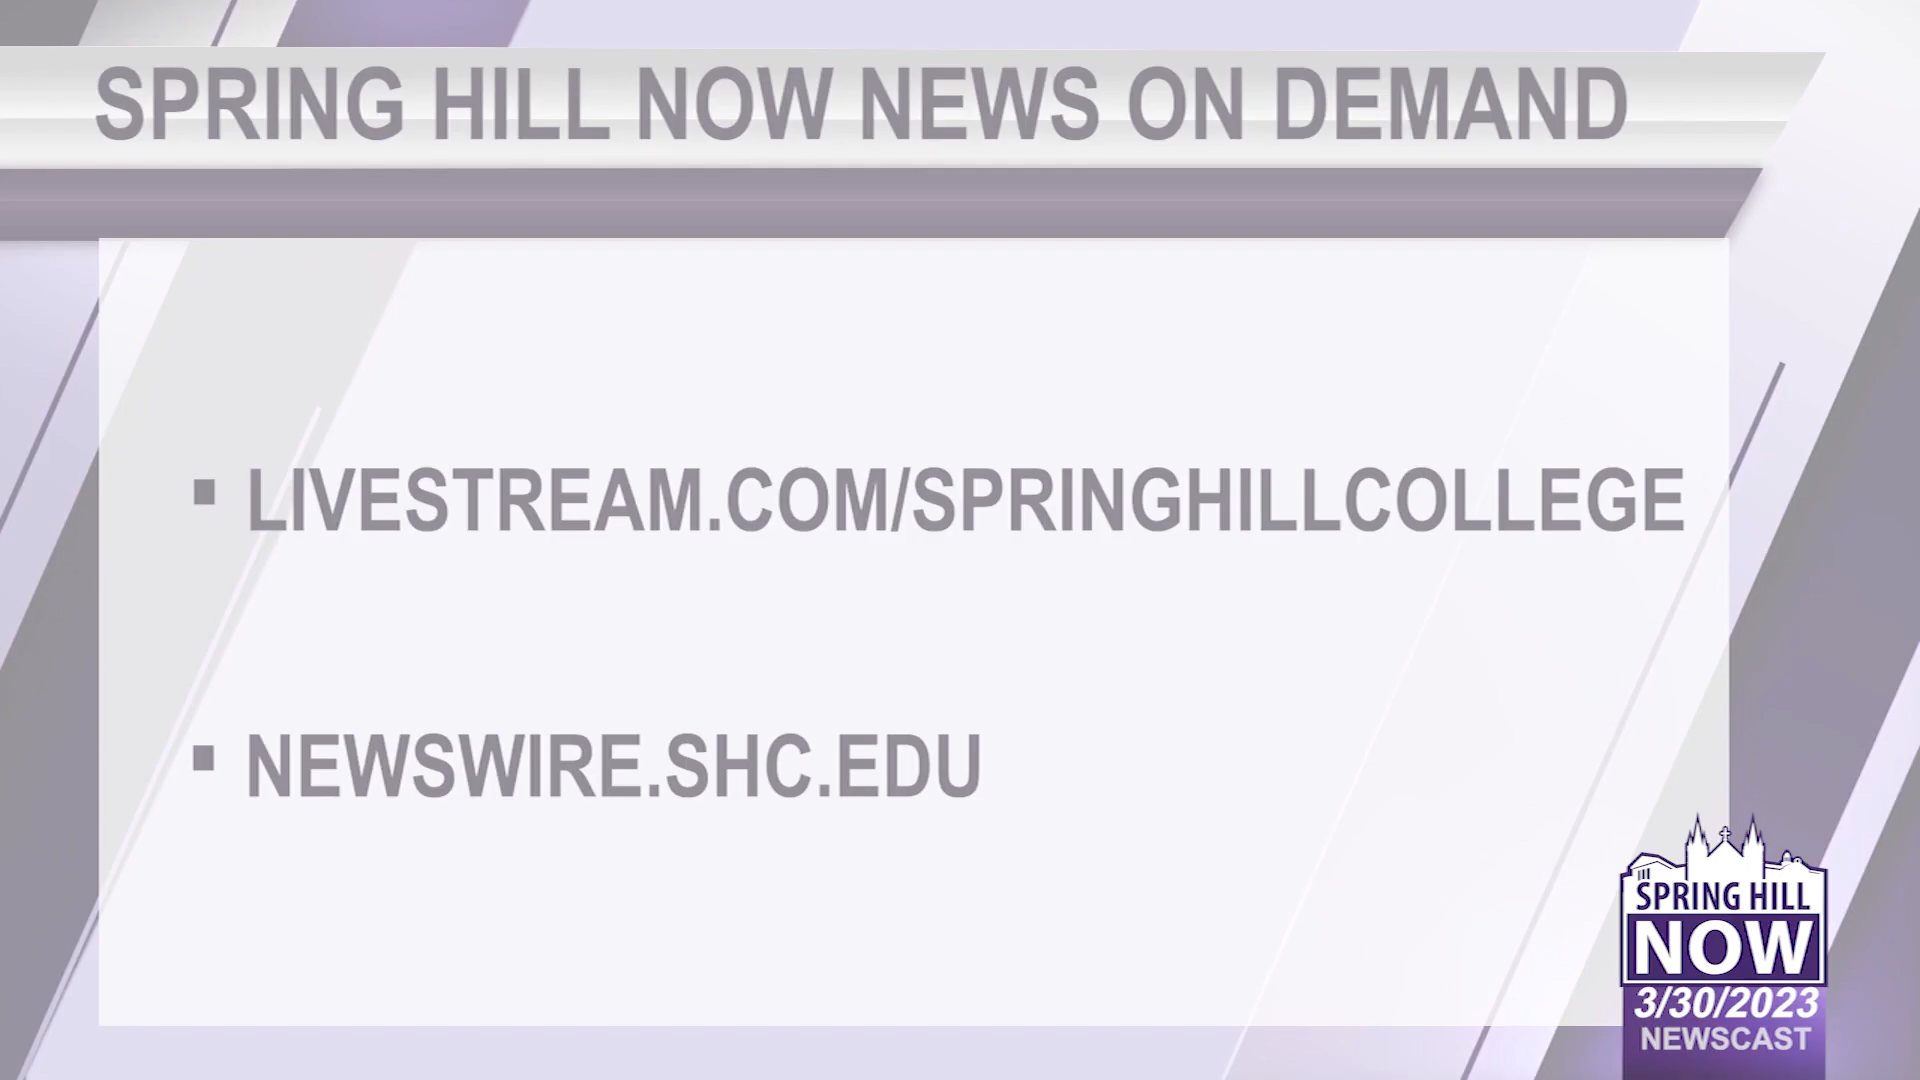 SPRING HILL NOW NEWS ON DEMAND
▪ LIVESTREAM.COM/SPRINGHILLCOLLEGE
▪ NEWSWIRE.SHC.EDU
SPRING HILL
NOW
3/30/2023
NEWSCAST